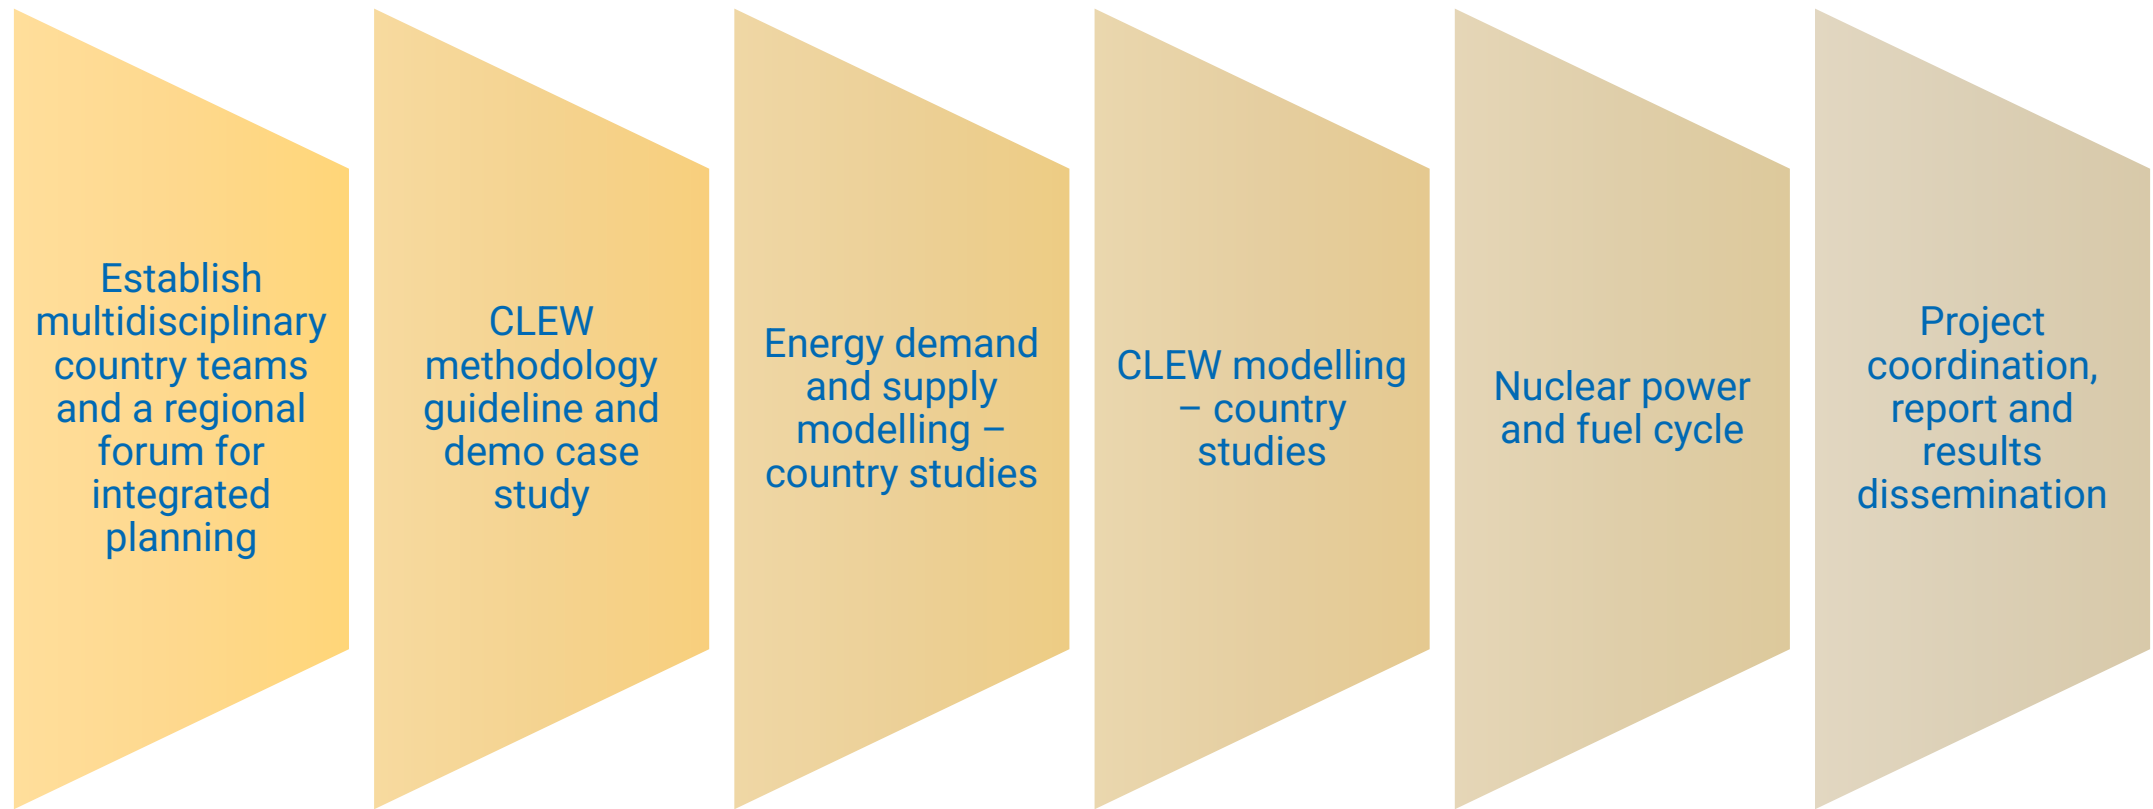 Establish
multidisciplinary
country teams
and a regional
forum for
integrated
planning
CLEW
methodology
guideline and
demo case
study
Energy demand
and supply
modelling –
country studies
CLEW modelling
– country
studies
Nuclear power
and fuel cycle
Project
coordination,
report and
results
dissemination